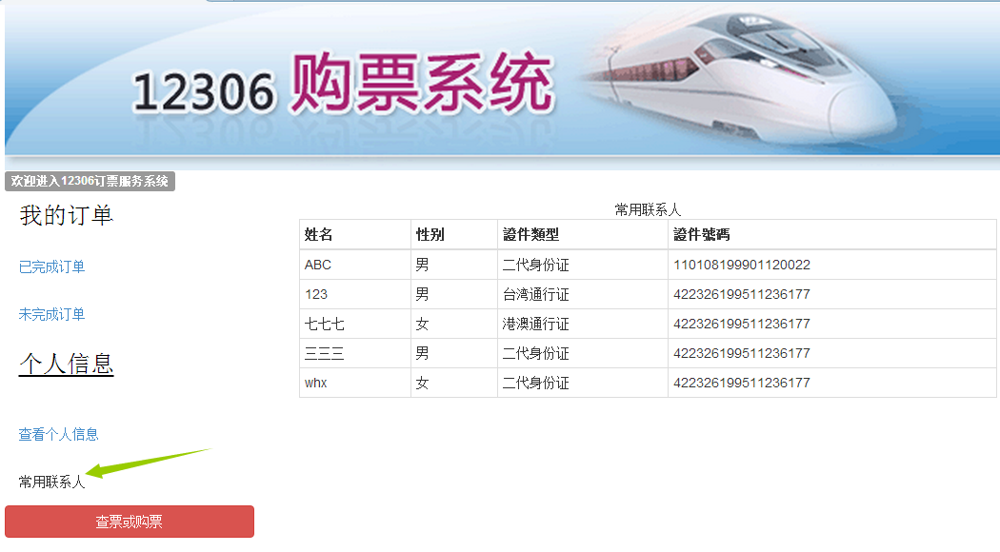 12306 购票系统
欢迎进入12306订票服务系统
我的订单
已完成订单
未完成订单
个人信息
查看个人信息
常用联系人
查票或购票
常用联系人
姓名 性别 證件類型 證件號碼
ABC 男 二代身份证 110108199901120022
123 男 台湾通行证 422326199511236177
七七七 女 港澳通行证 422326199511236177
三三三 男 二代身份证 422326199511236177
whx 女 二代身份证 422326199511236177